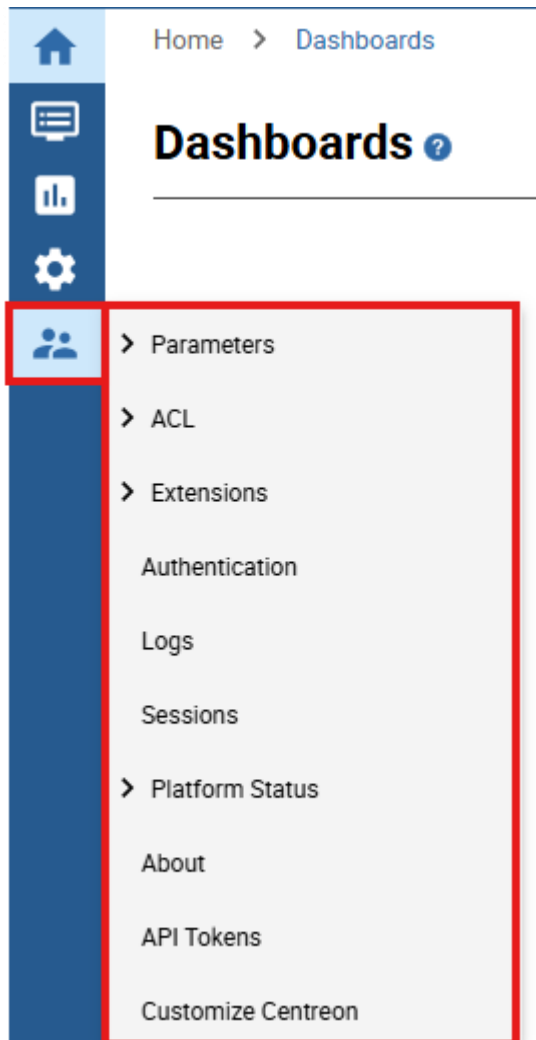 Home > Dashboards
Dashboards ?
> Parameters
> ACL
> Extensions
Authentication
Logs
Sessions
> Platform Status
About
API Tokens
Customize Centreon